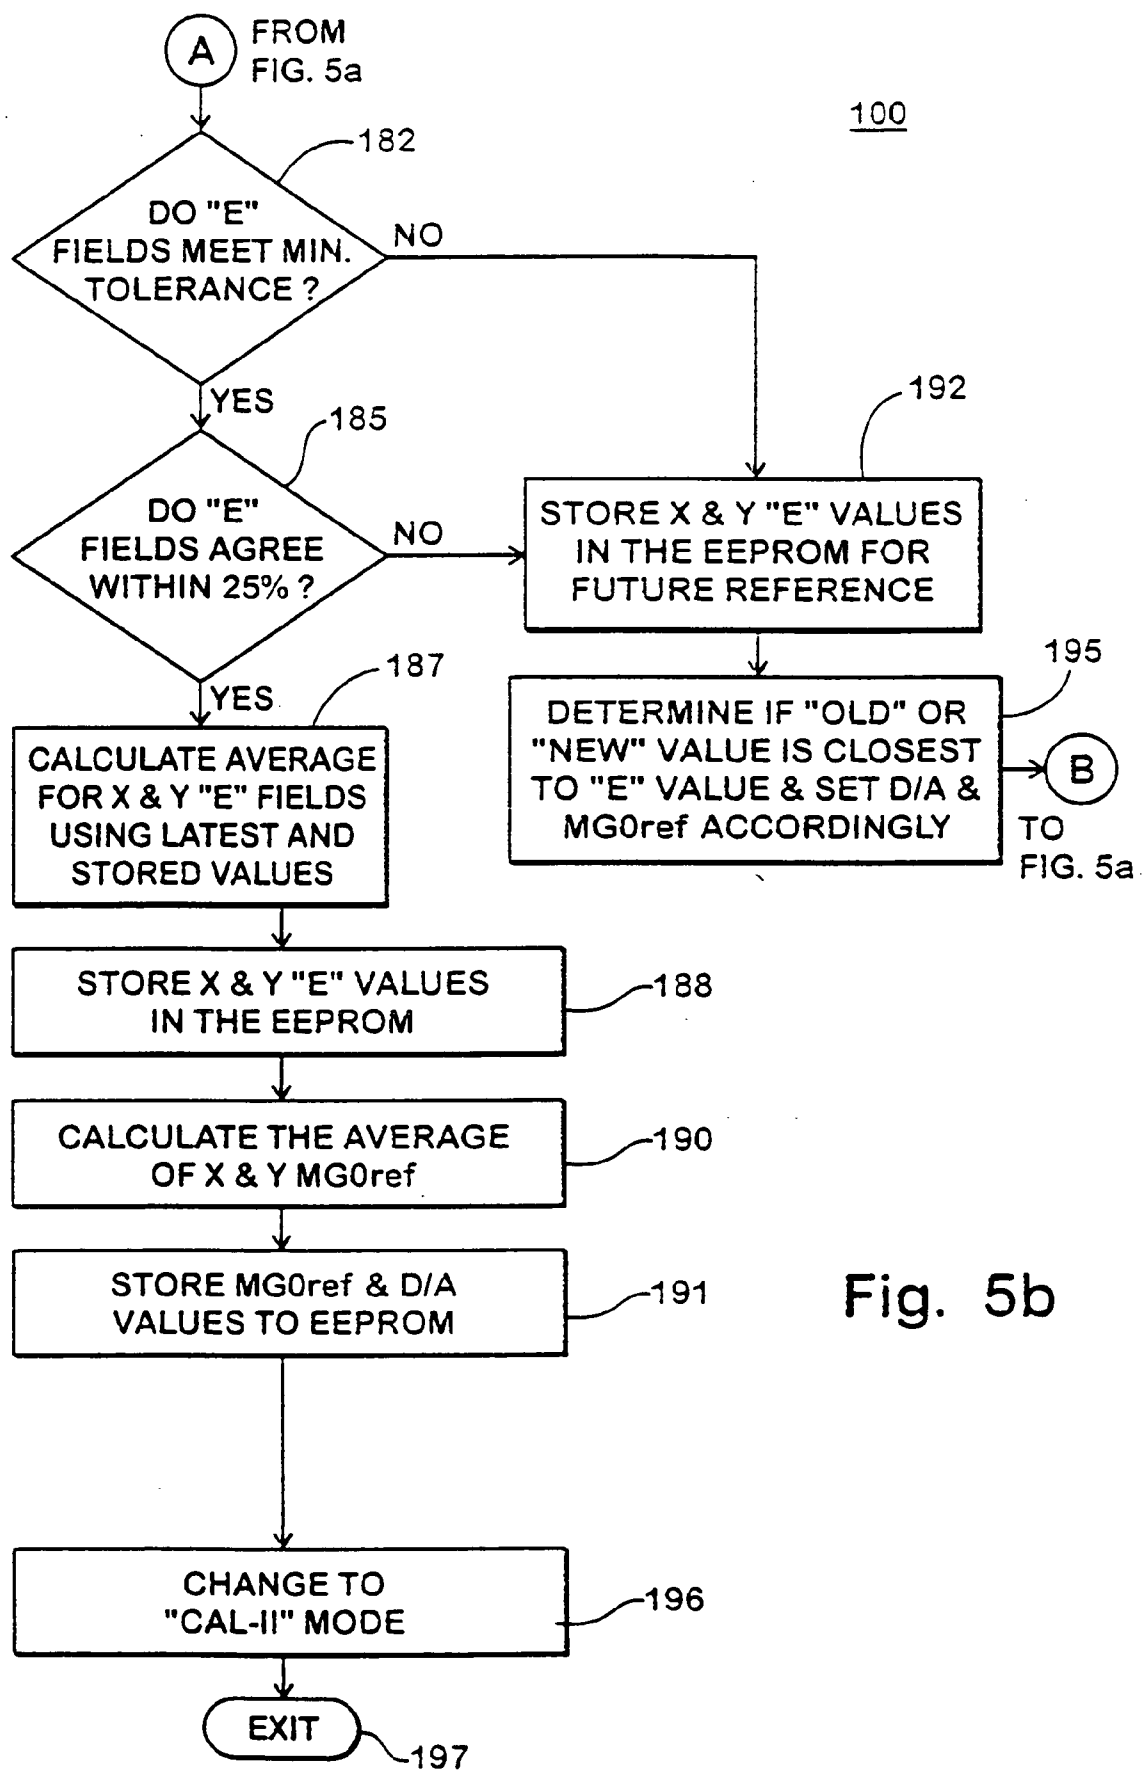 A
FROM
FIG. 5a
100
182
DO "E"
FIELDS MEET MIN.
TOLERANCE ?
NO
YES
185
192
DO "E"
FIELDS AGREE
WITHIN 25% ?
NO
STORE X & Y "E" VALUES
IN THE EEPROM FOR
FUTURE REFERENCE
YES
187
195
CALCULATE AVERAGE
FOR X & Y "E" FIELDS
USING LATEST AND
STORED VALUES
DETERMINE IF "OLD" OR
"NEW" VALUE IS CLOSEST
TO "E" VALUE & SET D/A &
MG0ref ACCORDINGLY
B
TO
FIG. 5a
STORE X & Y "E" VALUES
IN THE EEPROM
188
CALCULATE THE AVERAGE
OF X & Y MG0ref
190
STORE MG0ref & D/A
VALUES TO EEPROM
191
Fig. 5b
CHANGE TO
"CAL-II" MODE
196
EXIT
197